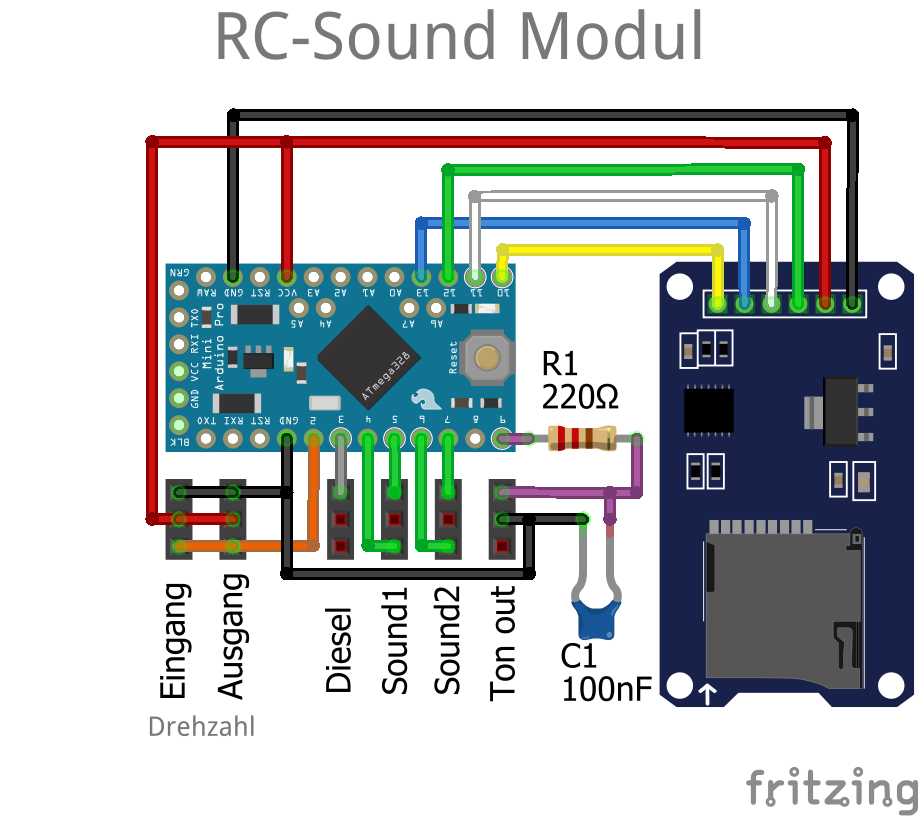 RC-Sound Modul
GRN
RAW
GND
RST
VCC
A3
A2
A1
A0
13
12
11
10
A5
A4
A7
A6
TXO
RXI
VCC
GND
BLK
Arduino Pro
Mini
ATmega328
Reset
TXO
RXI
RST
GND
2
3
4
5
6
7
8
9
R1
220Ω
Eingang
Ausgang
Diesel
Sound1
Sound2
Ton out
C1
100nF
Drehzahl
fritzing